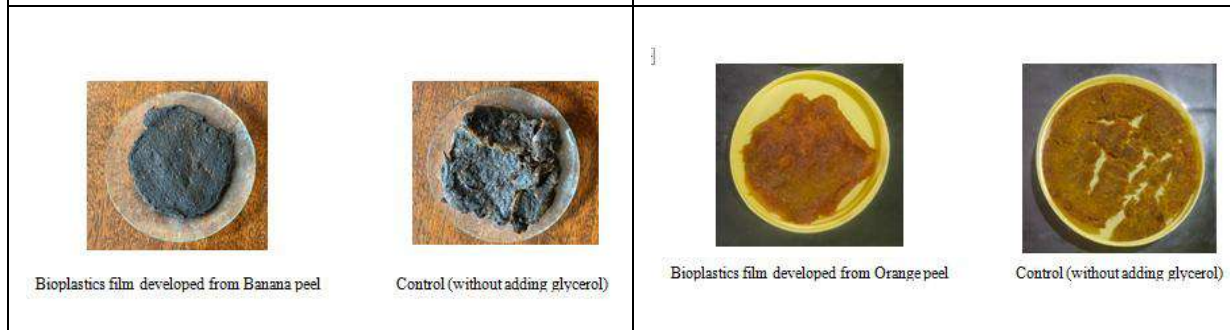 Bioplastics film developed from Banana peel
Control (without adding glycerol)
Bioplastics film developed from Orange peel
Control (without adding glycerol)